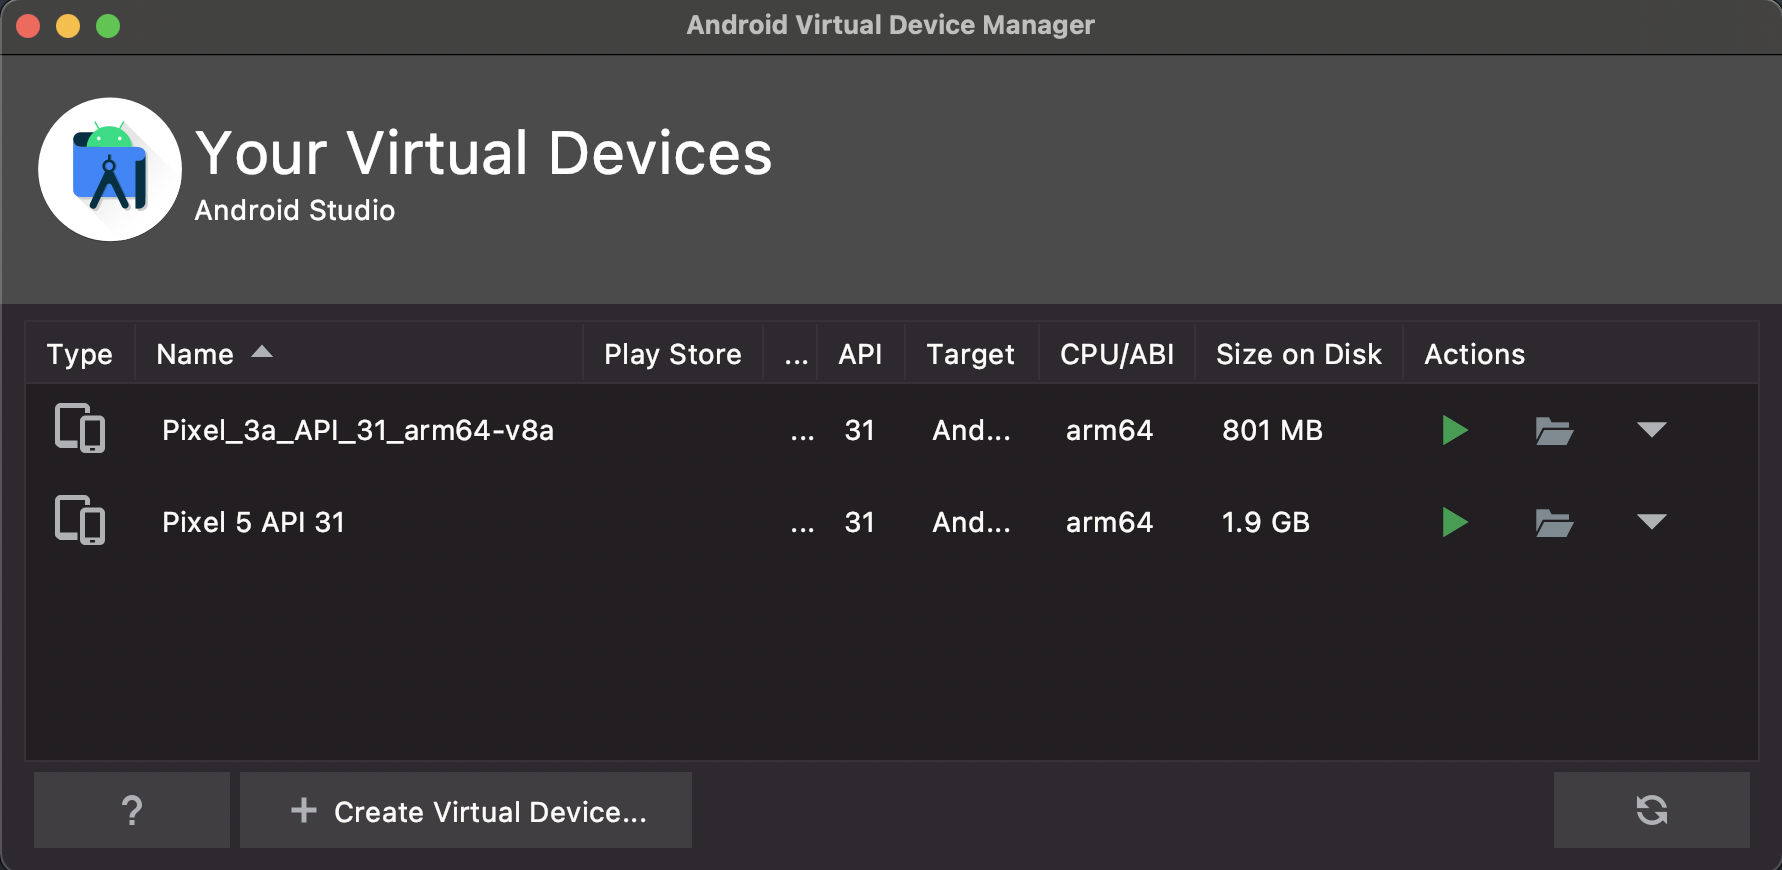 Android Virtual Device Manager
Your Virtual Devices
Android Studio
Type Name Play Store ... API Target CPU/ABI Size on Disk Actions
Pixel_3a_API_31_arm64-v8a ... 31 And... arm64 801 MB
Pixel 5 API 31 ... 31 And... arm64 1.9 GB
? + Create Virtual Device...